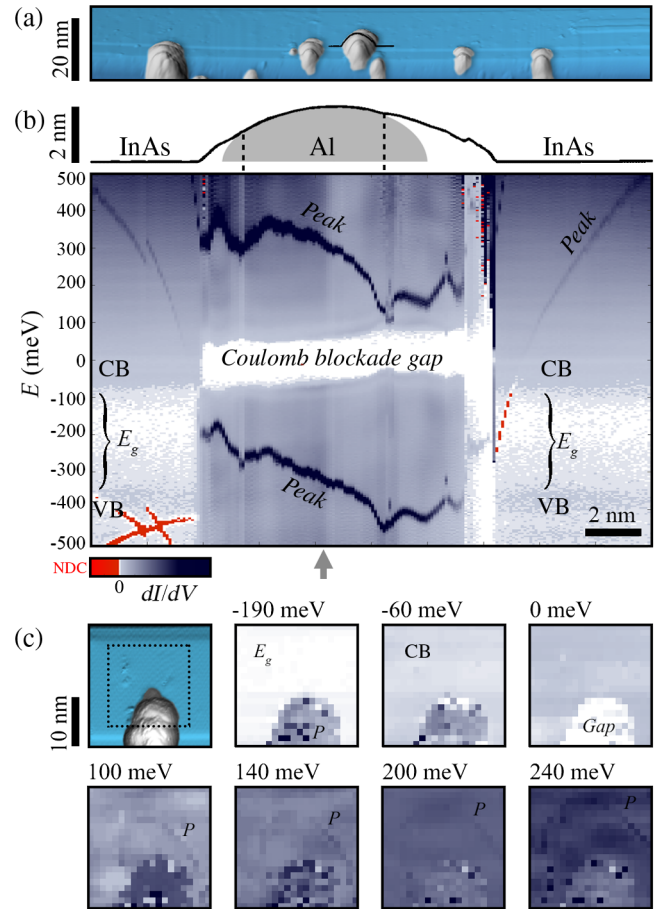 (a)
20 nm
(b)
2 nm
InAs
Al
InAs
500
400
300
200
100
0
-100
-200
-300
-400
-500
E (meV)
Peak
Peak
Coulomb blockade gap
CB
CB
E_g
E_g
Peak
VB
VB
2 nm
NDC
0
dI/dV
(c)
-190 meV
-60 meV
0 meV
10 nm
E_g
P
CB
Gap
100 meV
140 meV
200 meV
240 meV
P
P
P
P